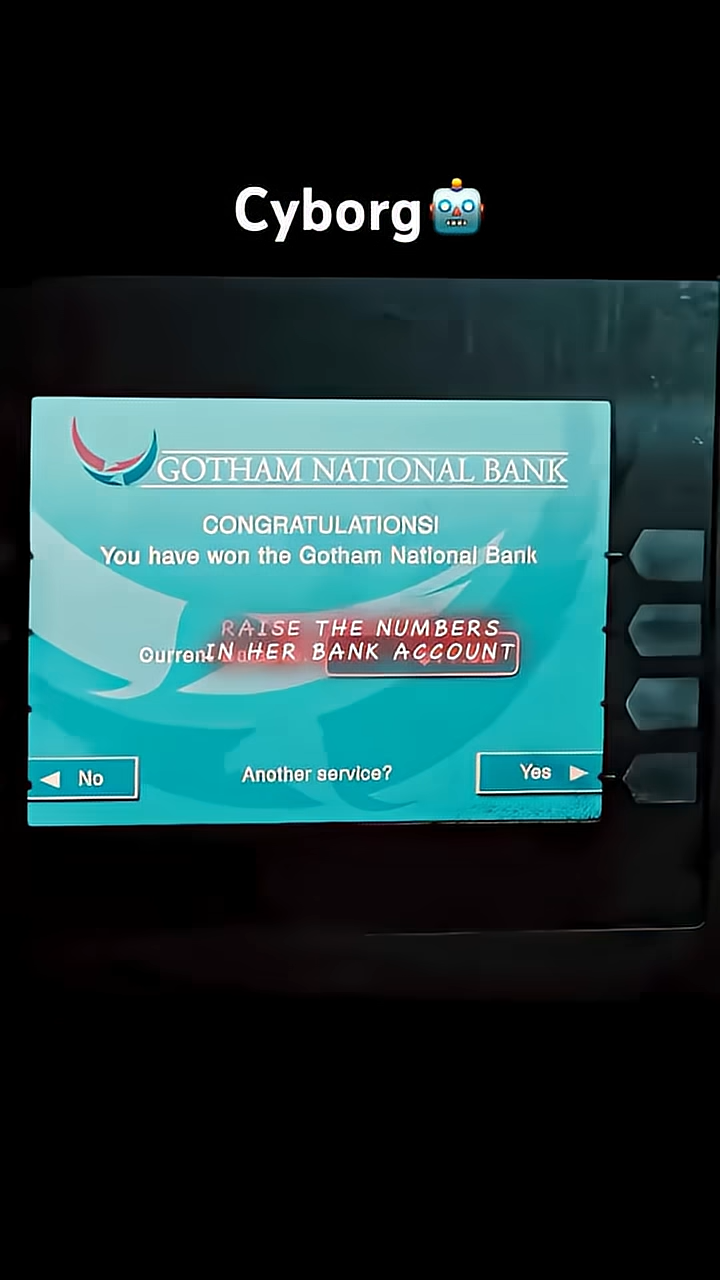 Cyborg🤖
GOTHAM NATIONAL BANK
CONGRATULATIONS!
You have won the Gotham National Bank
RAISE THE NUMBERS
IN HER BANK ACCOUNT
No
Another service?
Yes